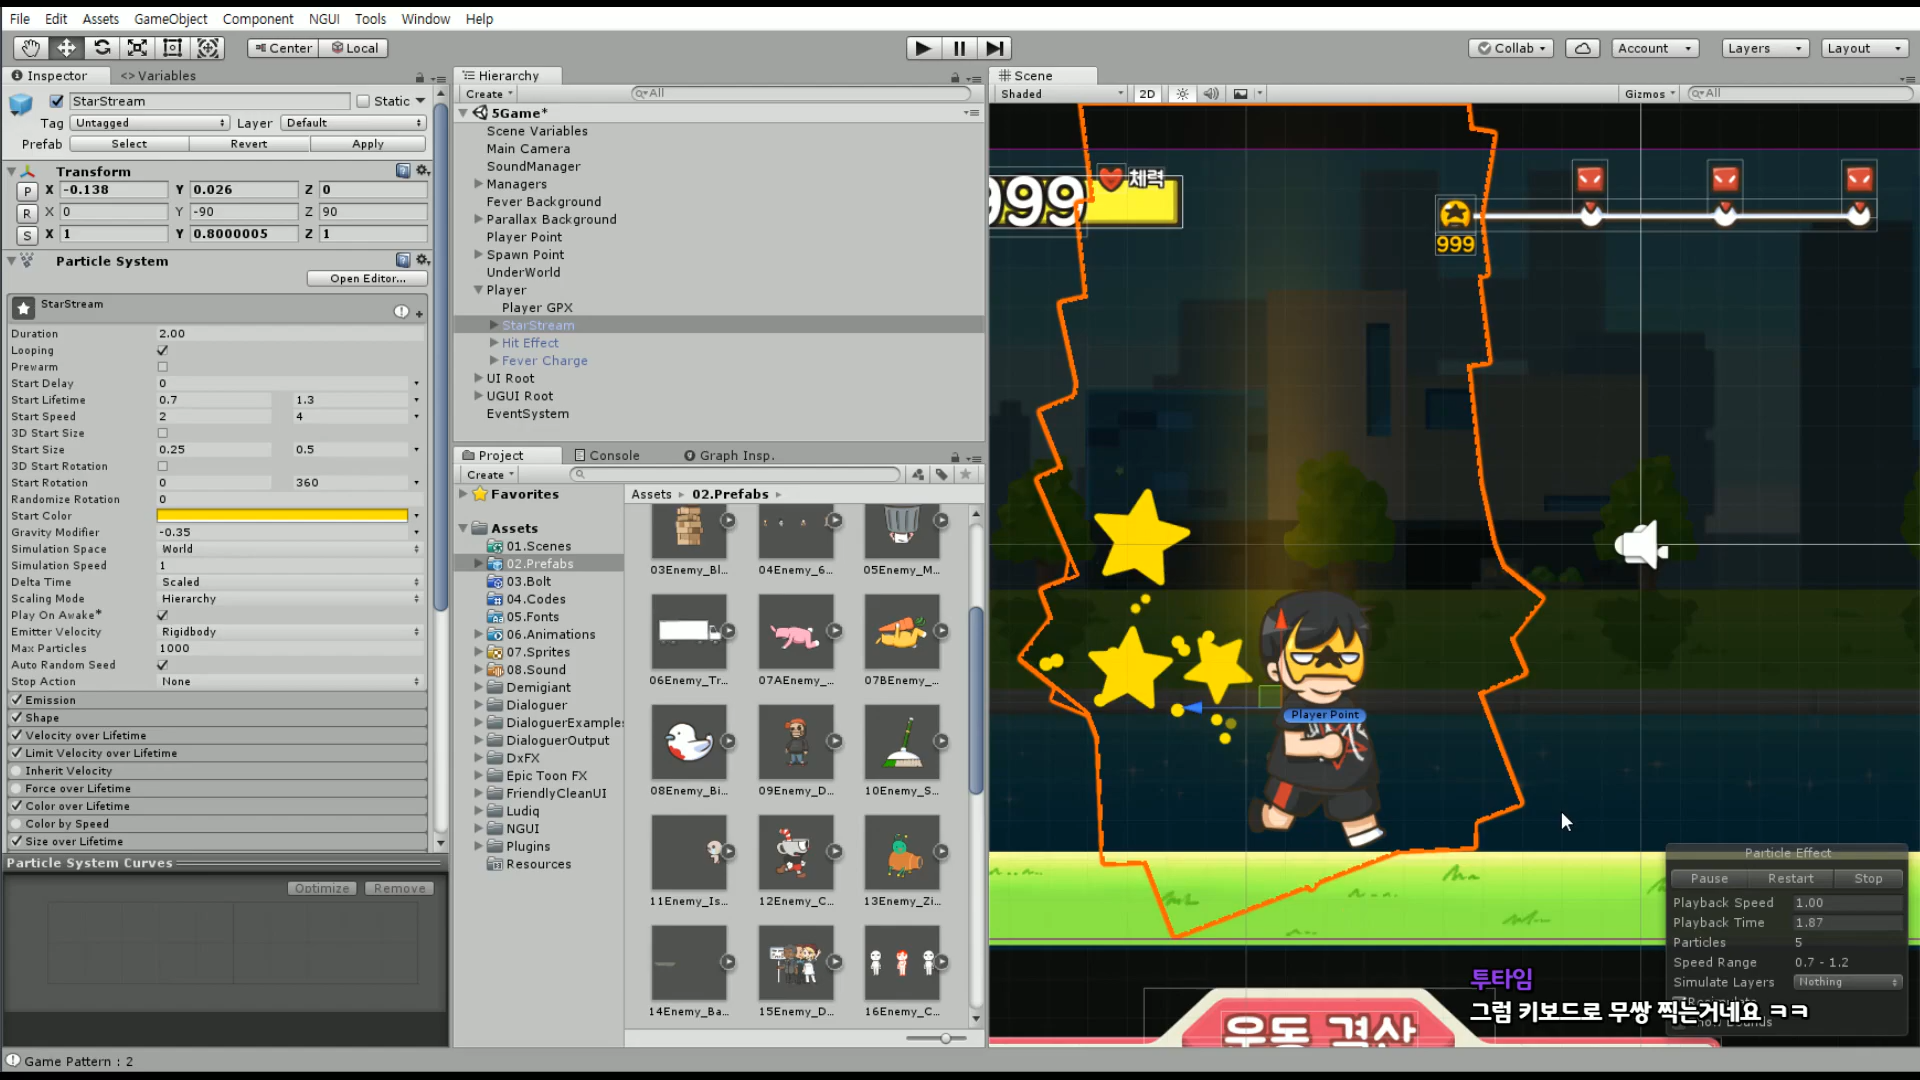 File Edit Assets GameObject Component NGUI Tools Window Help
Center Local Collab Account Layers Layout
Inspector <> Variables
StarStream Static
Tag Untagged Layer Default
Prefab Select Revert Apply
Transform
P X -0.138 Y 0.026 Z 0
R X 0 Y -90 Z 90
S X 1 Y 0.8000005 Z 1
Particle System
Open Editor...
StarStream
Duration 2.00
Looping
Prewarm
Start Delay 0
Start Lifetime 0.7 1.3
Start Speed 2 4
3D Start Size
Start Size 0.25 0.5
3D Start Rotation
Start Rotation 0 360
Randomize Rotation 0
Start Color
Gravity Modifier -0.35
Simulation Space World
Simulation Speed 1
Delta Time Scaled
Scaling Mode Hierarchy
Play On Awake*
Emitter Velocity Rigidbody
Max Particles 1000
Auto Random Seed
Stop Action None
Emission
Shape
Velocity over Lifetime
Limit Velocity over Lifetime
Inherit Velocity
Force over Lifetime
Color over Lifetime
Color by Speed
Size over Lifetime
Particle System Curves
Optimize Remove
Game Pattern : 2
Hierarchy
Create All
5Game*
Scene Variables
Main Camera
SoundManager
Managers
Fever Background
Parallax Background
Player Point
Spawn Point
UnderWorld
Player
Player GPX
StarStream
Hit Effect
Fever Charge
UI Root
UGUI Root
EventSystem
Project Console Graph Insp.
Create
Favorites
Assets
01.Scenes
02.Prefabs
03.Bolt
04.Codes
05.Fonts
06.Animations
07.Sprites
08.Sound
Demigiant
Dialoguer
DialoguerExamples
DialoguerOutput
DxFX
Epic Toon FX
FriendlyCleanUI
Ludiq
NGUI
Plugins
Resources
Assets 02.Prefabs
03Enemy_Bl... 04Enemy_6... 05Enemy_M...
06Enemy_Tr... 07AEnemy_... 07BEnemy_...
08Enemy_Bi... 09Enemy_D... 10Enemy_S...
11Enemy_Is... 12Enemy_C... 13Enemy_Zi...
14Enemy_Ba... 15Enemy_D... 16Enemy_C...
Scene
Shaded 2D Gizmos All
999 체력
999
Player Point
Particle Effect
Pause Restart Stop
Playback Speed 1.00
Playback Time 1.87
Particles 5
Speed Range 0.7 - 1.2
Simulate Layers Nothing
투타임
그럼 키보드로 무쌍 찍는거네요 ㅋㅋ
운동 결산